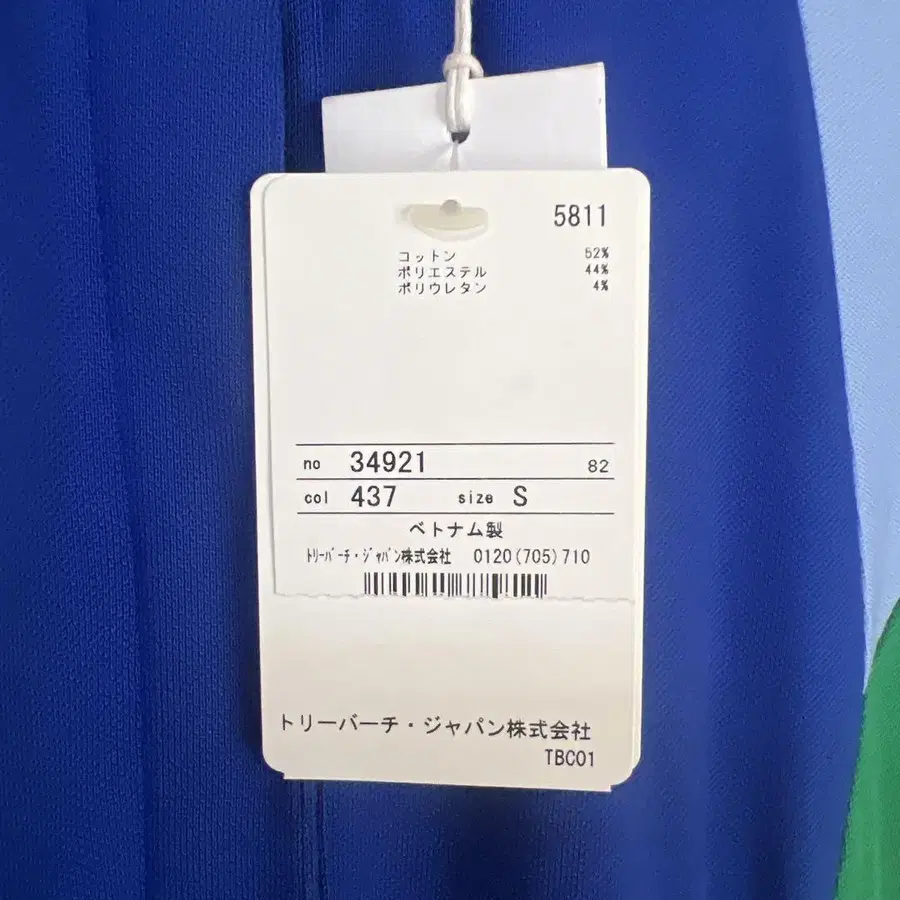 5811
コットン 52%
ポリエステル 44%
ポリウレタン 4%
no 34921 82
col 437 size S
ベトナム製
トリーバーチ・ジャパン株式会社 0120(705)710
トリーバーチ・ジャパン株式会社
TBC01